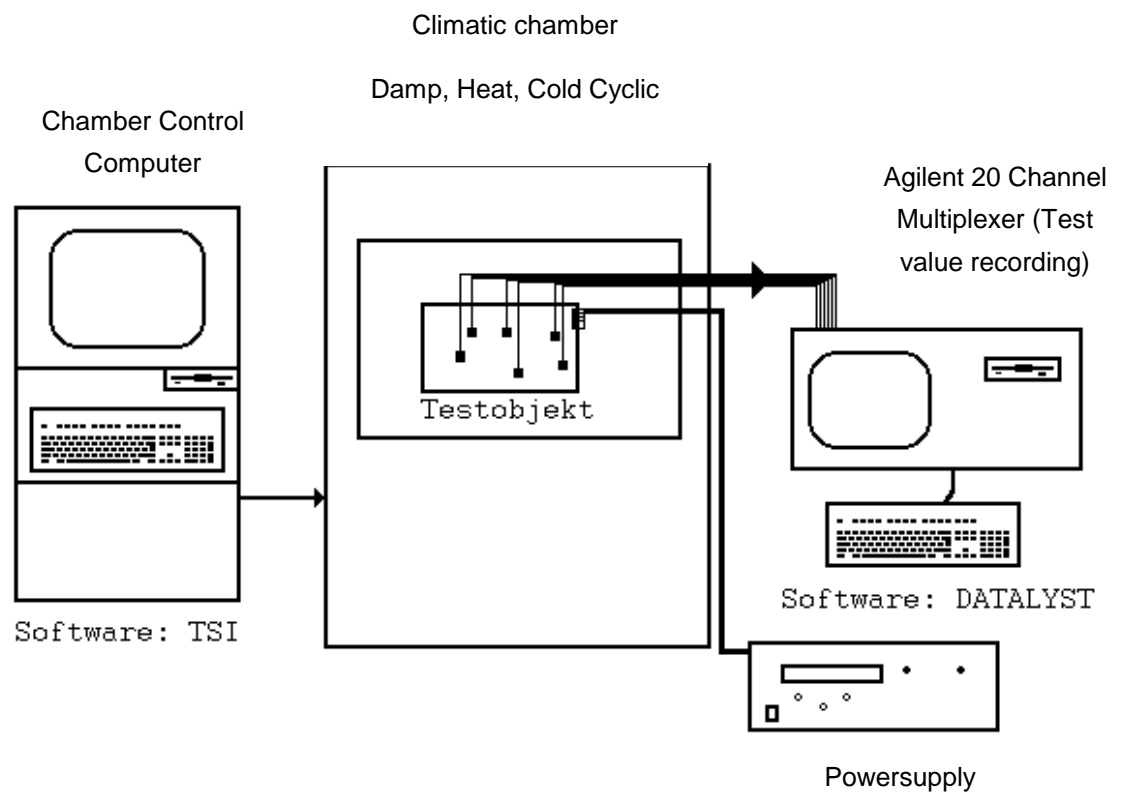 Climatic chamber
Damp, Heat, Cold Cyclic
Chamber Control
Computer
Agilent 20 Channel
Multiplexer (Test
value recording)
Testobjekt
Software: DATALYST
Software: TSI
Powersupply